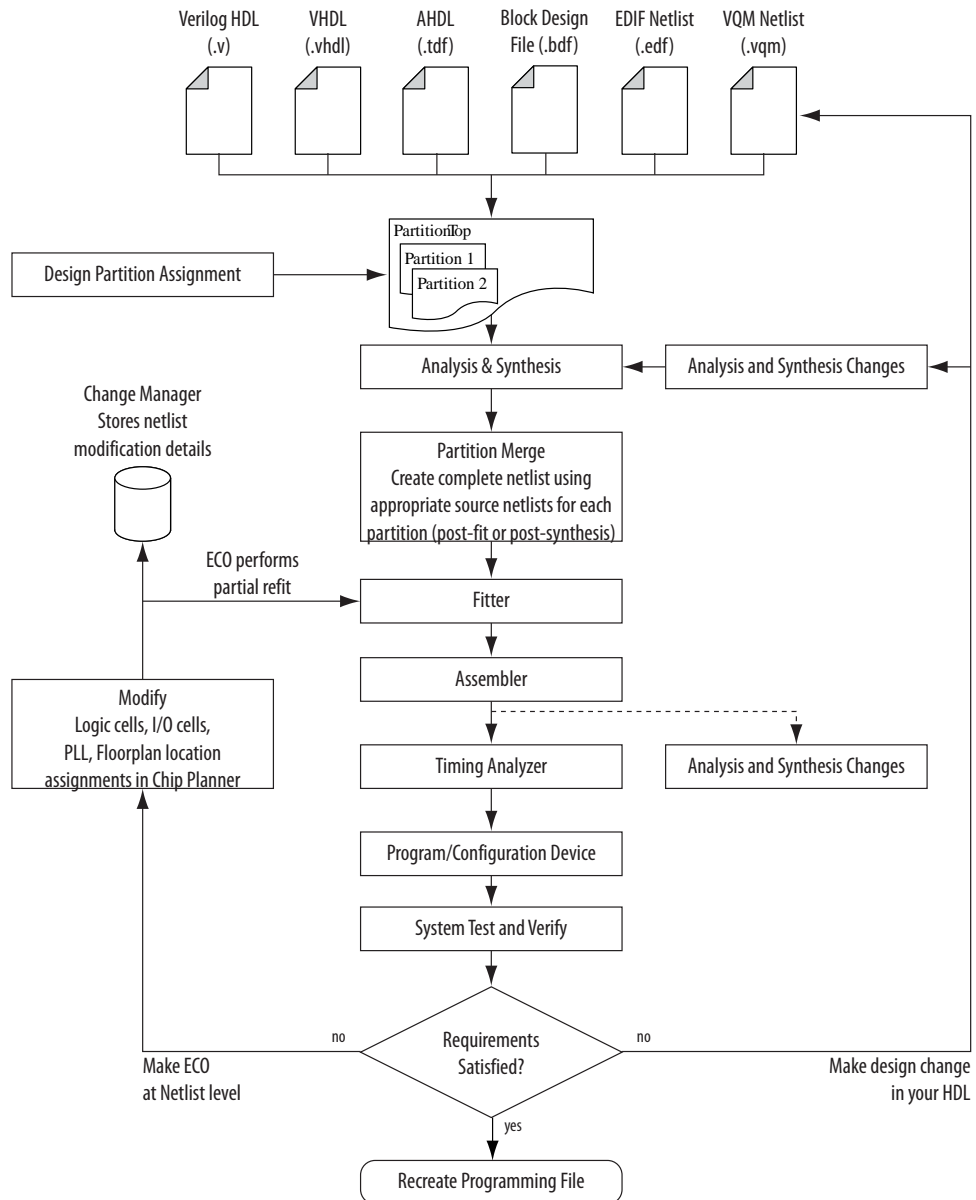 Verilog HDL
(.v)
VHDL
(.vhdl)
AHDL
(.tdf)
Block Design
File (.bdf)
EDIF Netlist
(.edf)
VQM Netlist
(.vqm)
Partition Top
Partition 1
Partition 2
Design Partition Assignment
Analysis & Synthesis
Analysis and Synthesis Changes
Change Manager
Stores netlist
modification details
Partition Merge
Create complete netlist using
appropriate source netlists for each
partition (post-fit or post-synthesis)
ECO performs
partial refit
Fitter
Assembler
Modify
Logic cells, I/O cells,
PLL, Floorplan location
assignments in Chip Planner
Timing Analyzer
Analysis and Synthesis Changes
Program/Configuration Device
System Test and Verify
Requirements
Satisfied?
no
no
Make ECO
at Netlist level
Make design change
in your HDL
yes
Recreate Programming File